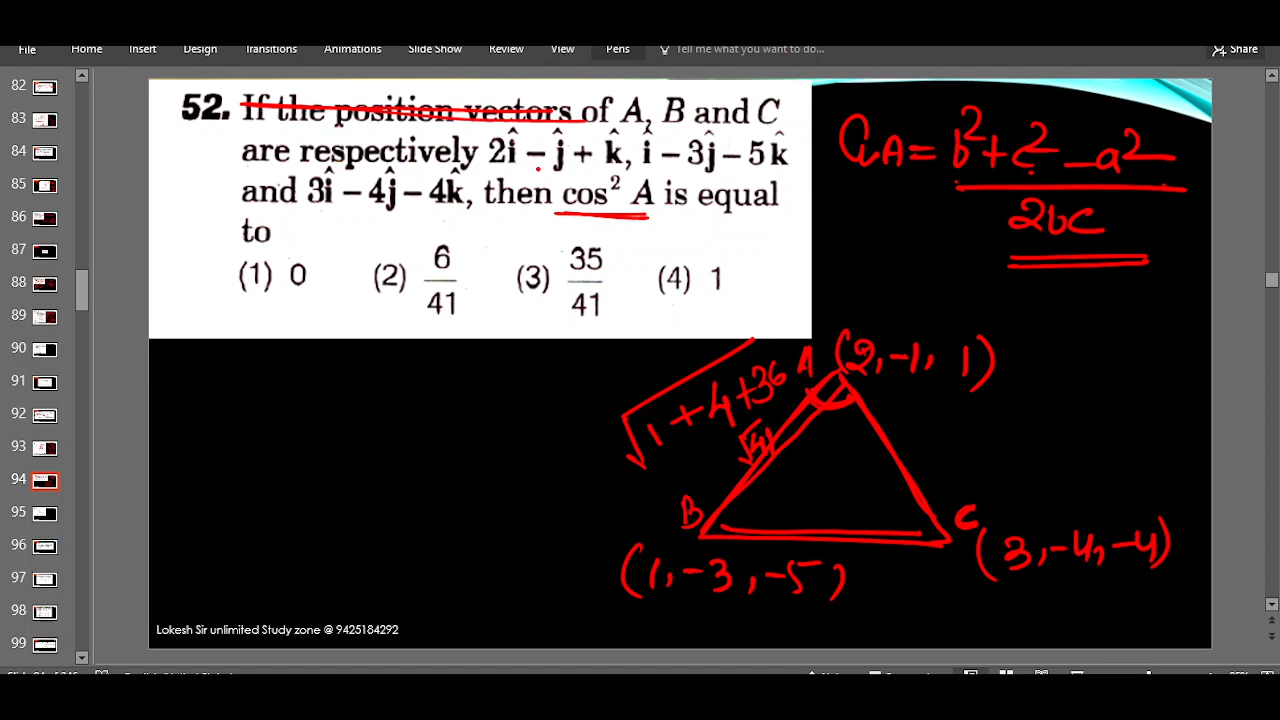 File Home Insert Design Transitions Animations Slide Show Review View Pens Tell me what you want to do... Share
82
83
84
85
86
87
88
89
90
91
92
93
94
95
96
97
98
99
52. If the position vectors of A, B and C
are respectively 2î − ĵ + k̂, î − 3ĵ − 5k̂
and 3î − 4ĵ − 4k̂, then cos² A is equal
to
(1) 0 (2) 6/41 (3) 35/41 (4) 1
A = b² + c² − a² / 2bc
A (2, -1, 1)
√1 + 4 + 36
√41
B
C
(1, -3, -5)
(3, -4, -4)
Lokesh Sir unlimited Study zone @ 9425184292